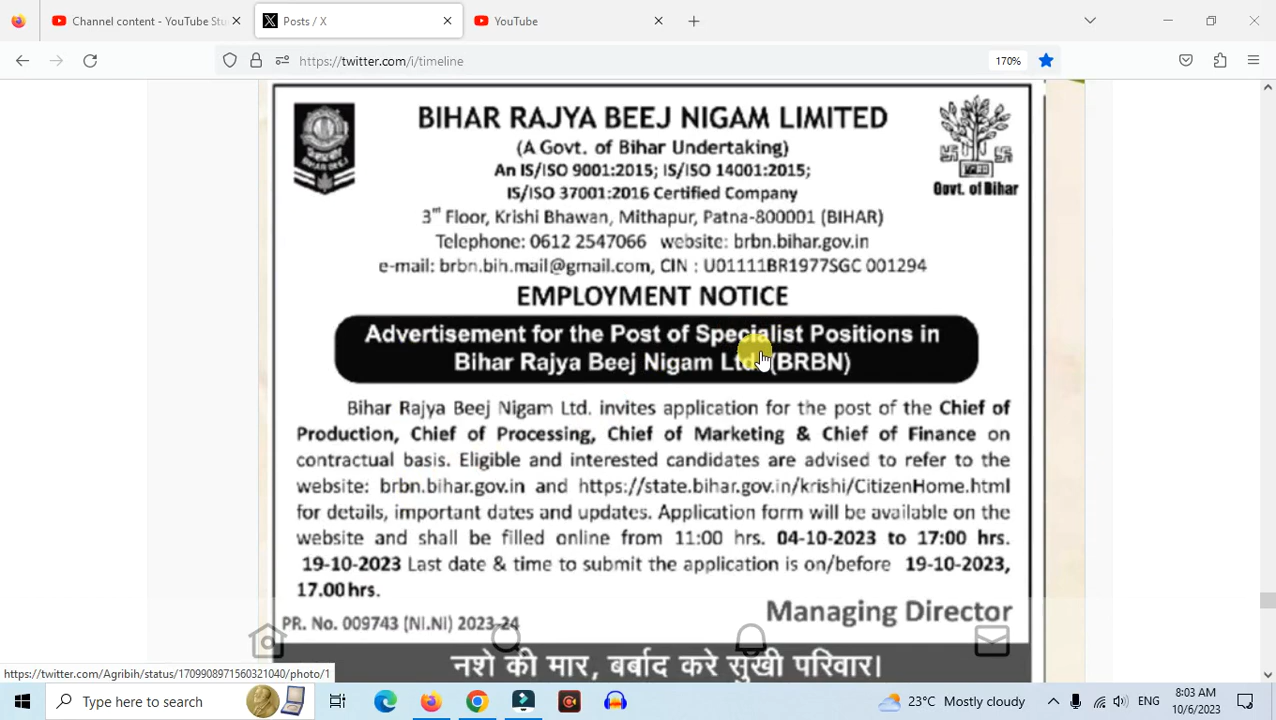 Channel content - YouTube Stu
Posts / X
YouTube
https://twitter.com/i/timeline
170%
BIHAR RAJYA BEEJ NIGAM LIMITED
(A Govt. of Bihar Undertaking)
An IS/ISO 9001:2015; IS/ISO 14001:2015;
IS/ISO 37001:2016 Certified Company
Govt. of Bihar
3rd Floor, Krishi Bhawan, Mithapur, Patna-800001 (BIHAR)
Telephone: 0612 2547066 website: brbn.bihar.gov.in
e-mail: brbn.bih.mail@gmail.com, CIN : U01111BR1977SGC 001294
EMPLOYMENT NOTICE
Advertisement for the Post of Specialist Positions in
Bihar Rajya Beej Nigam Ltd. (BRBN)
Bihar Rajya Beej Nigam Ltd. invites application for the post of the Chief of
Production, Chief of Processing, Chief of Marketing & Chief of Finance on
contractual basis. Eligible and interested candidates are advised to refer to the
website: brbn.bihar.gov.in and https://state.bihar.gov.in/krishi/CitizenHome.html
for details, important dates and updates. Application form will be available on the
website and shall be filled online from 11:00 hrs. 04-10-2023 to 17:00 hrs.
19-10-2023 Last date & time to submit the application is on/before 19-10-2023,
17.00 hrs.
Managing Director
PR. No. 009743 (NI.NI) 2023-24
नशे की मार, बर्बाद करे सुखी परिवार।
https://twitter.com/Agribih/status/1709908971560321040/photo/1
Type here to search
23°C Mostly cloudy
ENG
8:03 AM
10/6/2023